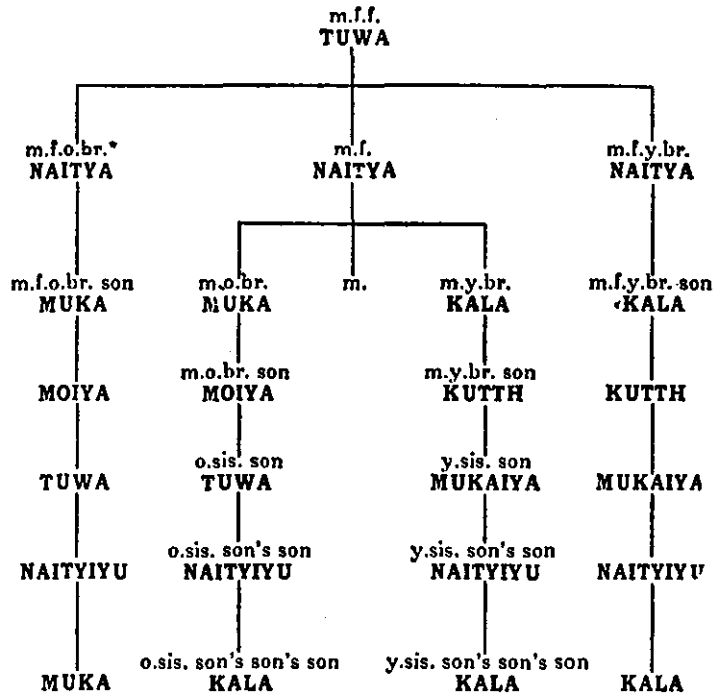 m.f.f.
TUWA
m.f.o.br.* m.f. m.f.y.br.
NAITYA NAITYA NAITYA
m.f.o.br. son m.o.br. m. m.y.br. m.f.y.br. son
MUKA MUKA KALA KALA
m.o.br. son m.y.br. son
MOIYA MOIYA KUTTH KUTTH
o.sis. son y.sis. son
TUWA TUWA MUKAIYA MUKAIYA
o.sis. son's son y.sis. son's son
NAITYIYU NAITYIYU NAITYIYU NAITYIYU
o.sis. son's son's son y.sis. son's son's son
MUKA KALA KALA KALA